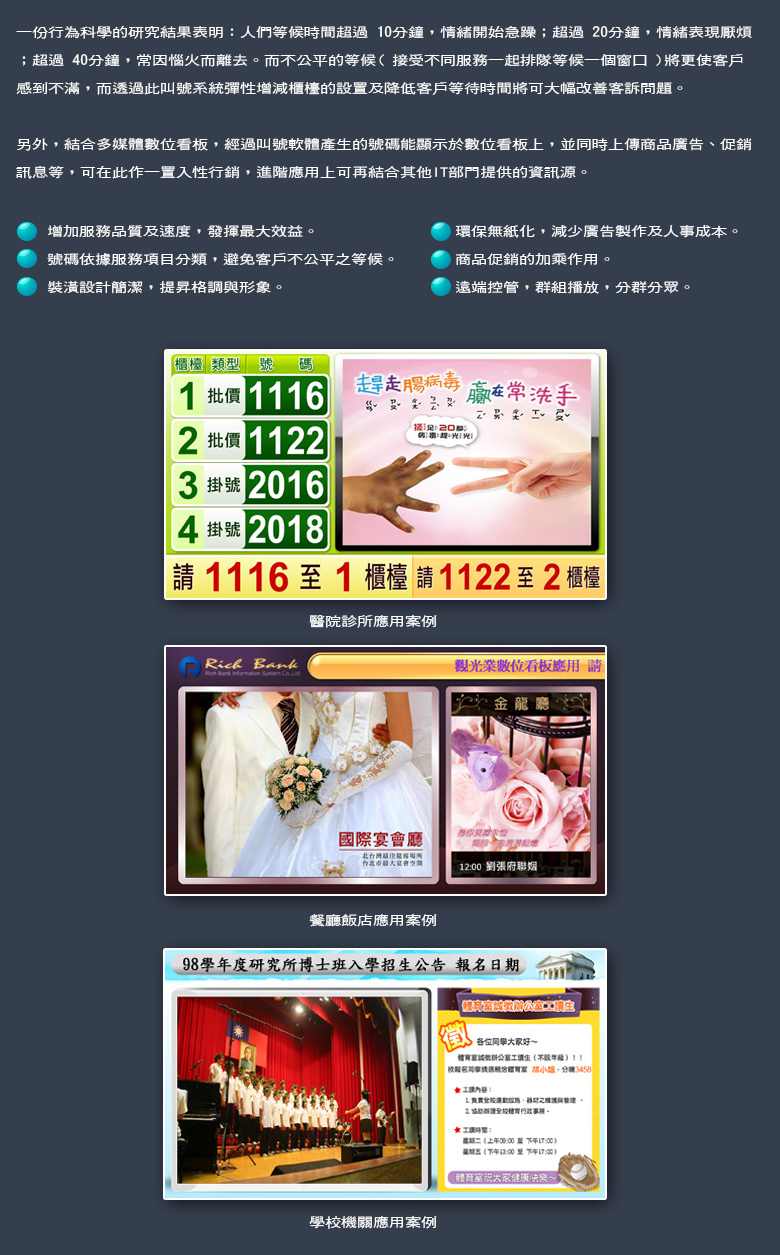 一份行為科學的研究結果表明：人們等候時間超過 10分鐘，情緒開始急躁；超過 20分鐘，情緒表現厭煩
；超過 40分鐘，常因惱火而離去。而不公平的等候( 接受不同服務一起排隊等候一個窗口 )將更使客戶
感到不滿，而透過此叫號系統彈性增減櫃檯的設置及降低客戶等待時間將可大幅改善客訴問題。
另外，結合多媒體數位看板，經過叫號軟體產生的號碼能顯示於數位看板上，並同時上傳商品廣告、促銷
訊息等，可在此作一置入性行銷，進階應用上可再結合其他IT部門提供的資訊源。
增加服務品質及速度，發揮最大效益。
環保無紙化，減少廣告製作及人事成本。
號碼依據服務項目分類，避免客戶不公平之等候。
商品促銷的加乘作用。
裝潢設計簡潔，提昇格調與形象。
遠端控管，群組播放，分群分眾。
櫃檯 類型 號 碼
1 批價 1116
2 批價 1122
3 掛號 2016
4 掛號 2018
趕走腸病毒
贏在常洗手
搓足20秒
病毒趕光光
請 1116 至 1 櫃檯
請 1122 至 2 櫃檯
醫院診所應用案例
Rich Bank
Rich Bank Information System Co.,Ltd
觀光業數位看板應用 請
金龍廳
國際宴會廳
北台灣最佳龍席場所
台北市最大宴會空間
12:00 劉張府聯姻
餐廳飯店應用案例
98學年度研究所博士班入學招生公告 報名日期
體育室誠徵辦公室工讀生
徵
各位同學大家好～
體育室誠徵辦公室工讀生（不限年級）！！
欲報名同學請逕親洽體育室 林小姐，分機3458
工讀內容：
1.負責全校運動設施、器材之維護與管理 。
2.協助辦理全校體育行政事務。
工讀時間：
星期二（上午08:00 至 下午17:00）
星期五（下午13:00 至 下午17:00）
體育室祝大家健康快樂～
學校機關應用案例